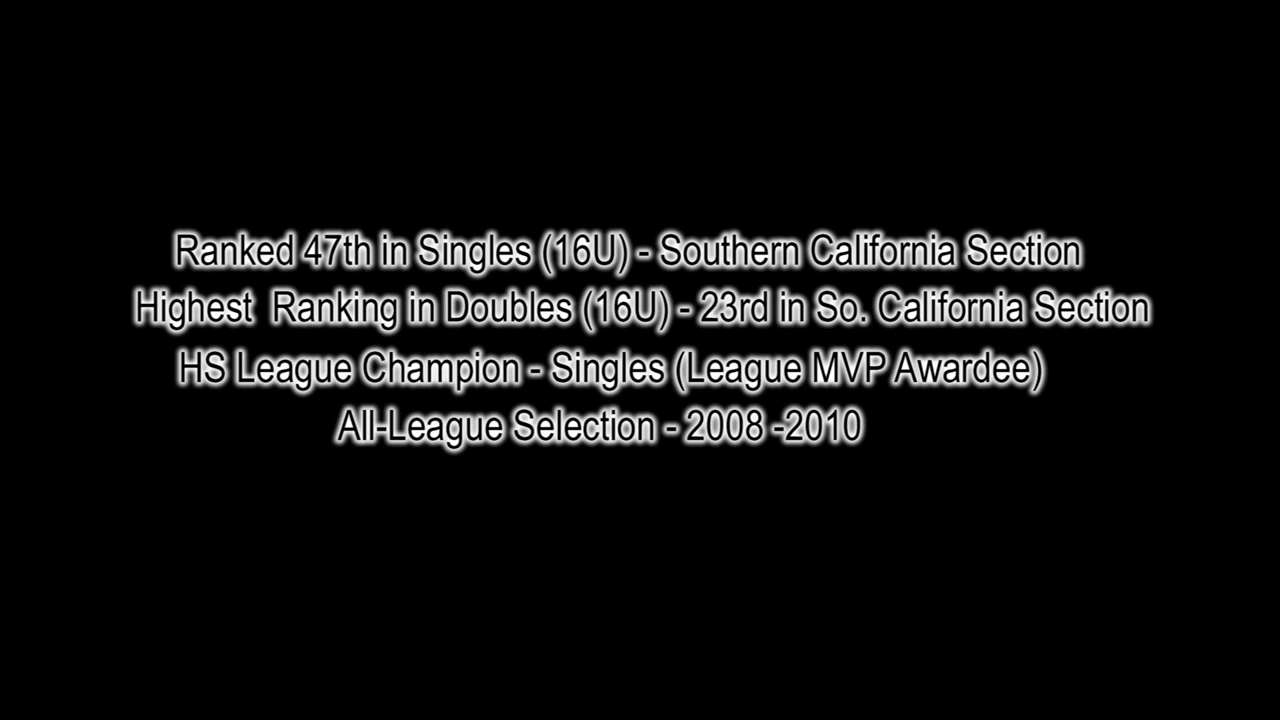 Ranked 47th in Singles (16U) - Southern California Section
Highest  Ranking in Doubles (16U) - 23rd in So. California Section
HS League Champion - Singles (League MVP Awardee)
All-League Selection - 2008 -2010